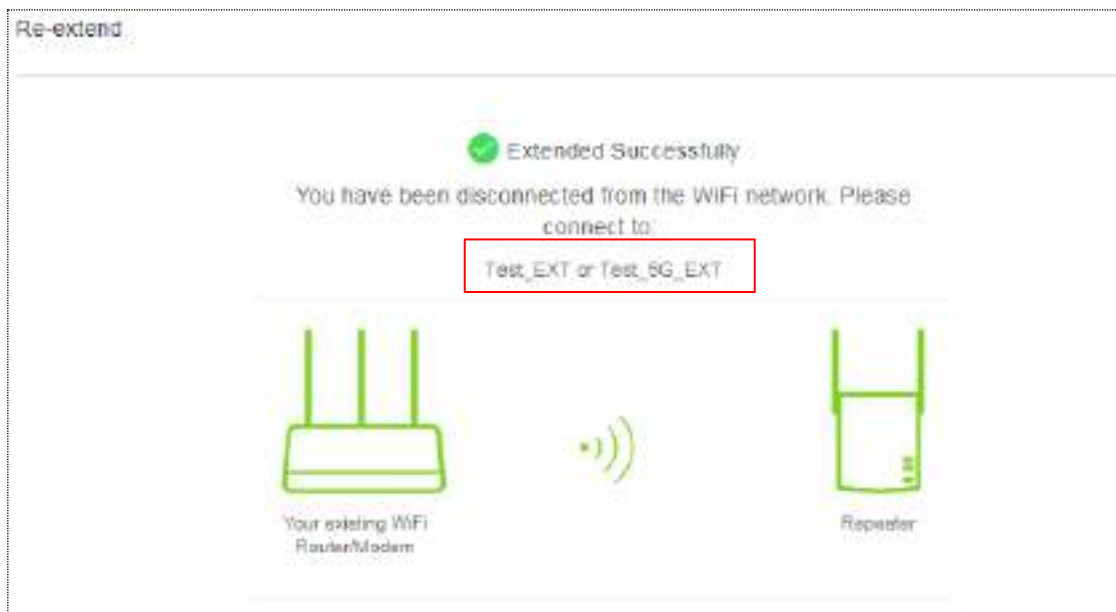 Re-extend
Extended Successfully
You have been disconnected from the WiFi network. Please
connect to:
Test_EXT or Test_5G_EXT
Your existing WiFi
Router/Modem
Repeater